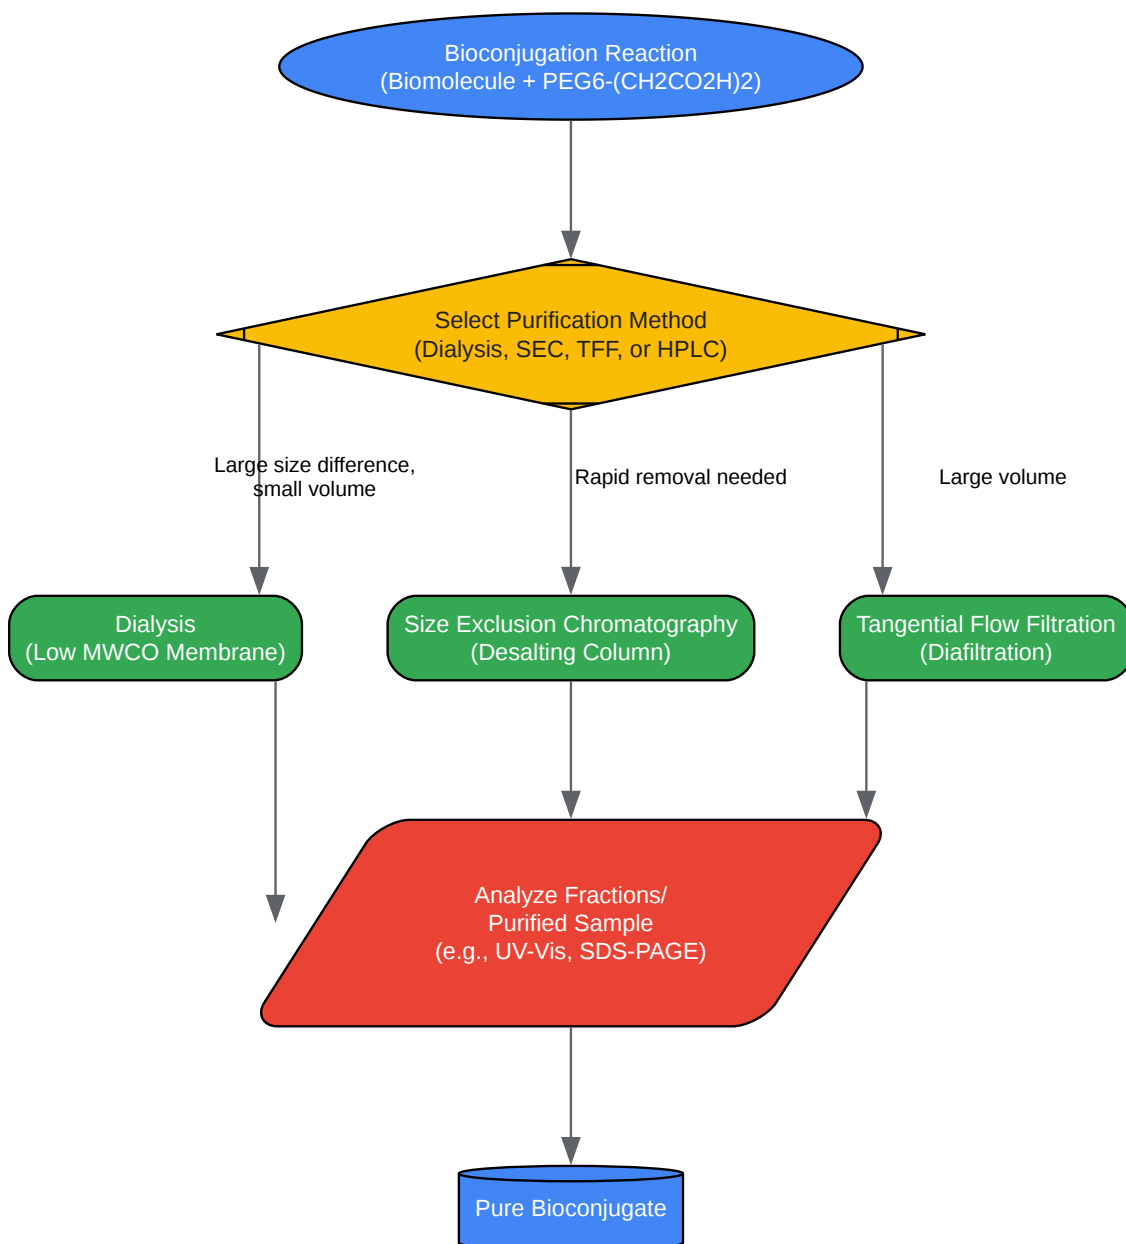 Bioconjugation Reaction
(Biomolecule + PEG6-(CH2CO2H)2)
Select Purification Method
(Dialysis, SEC, TFF, or HPLC)
Large size difference,
small volume
Rapid removal needed
Large volume
Dialysis
(Low MWCO Membrane)
Size Exclusion Chromatography
(Desalting Column)
Tangential Flow Filtration
(Diafiltration)
Analyze Fractions/
Purified Sample
(e.g., UV-Vis, SDS-PAGE)
Pure Bioconjugate